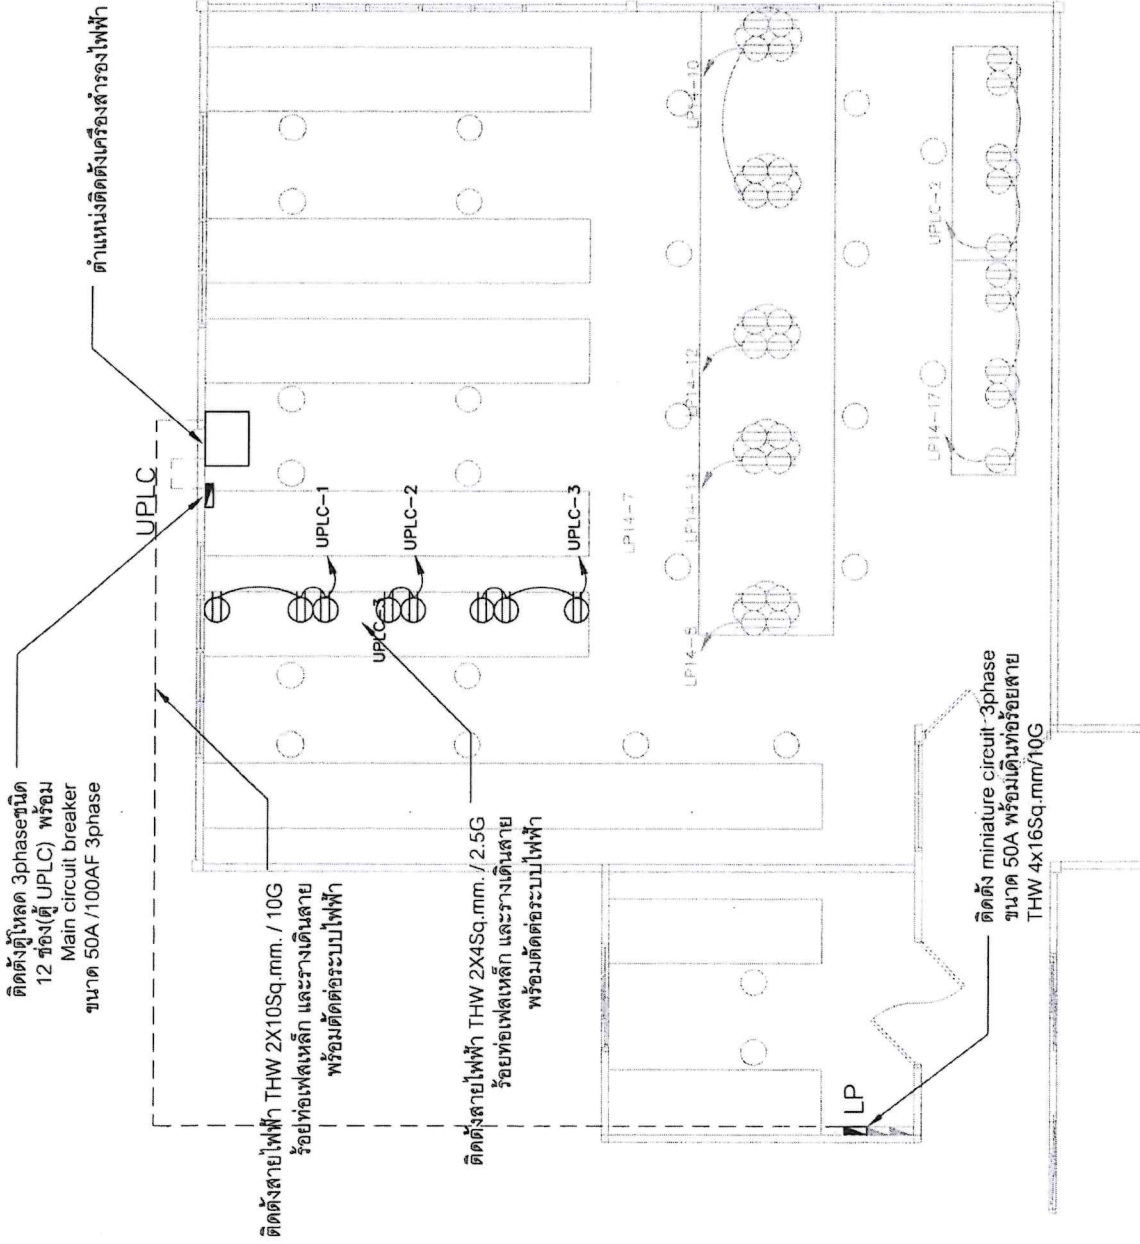 ตำแหน่งติดตั้งเครื่องสำรองไฟฟ้า
ติดตั้งตู้โหลด 3phaseชนิด
12 ช่อง(ตู้ UPLC) พร้อม
Main circuit breaker
ขนาด 50A /100AF 3phase
UPLC
UPLC-1
UPLC-2
UPLC-3
ติดตั้งสายไฟฟ้า THW 2X10Sq.mm. / 10G
ร้อยท่อเฟลเหล็ก และรางเดินสาย
พร้อมตัดต่อระบบไฟฟ้า
ติดตั้งสายไฟฟ้า THW 2X4Sq.mm. / 2.5G
ร้อยท่อเฟลเหล็ก และรางเดินสาย
พร้อมตัดต่อระบบไฟฟ้า
LP14-7
LP14-8
LP14-14
LP14-12
LP14-10
LP14-17
UPLC-2
LP
ติดตั้ง miniature circuit 3phase
ขนาด 50A พร้อมเดินท่อร้อยสาย
THW 4x16Sq.mm/10G